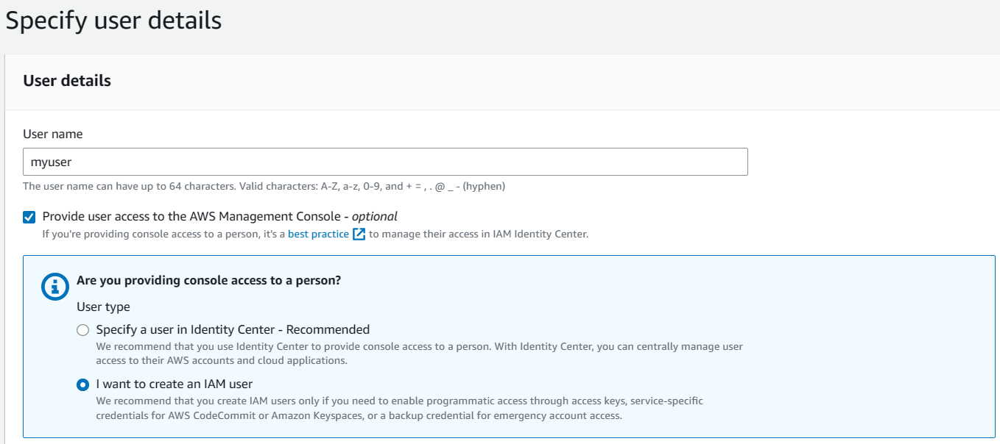 Specify user details
User details
User name
myuser
The user name can have up to 64 characters. Valid characters: A-Z, a-z, 0-9, and + = , . @ _ - (hyphen)
Provide user access to the AWS Management Console - optional
If you're providing console access to a person, it's a best practice to manage their access in IAM Identity Center.
Are you providing console access to a person?
User type
Specify a user in Identity Center - Recommended
We recommend that you use Identity Center to provide console access to a person. With Identity Center, you can centrally manage user
access to their AWS accounts and cloud applications.
I want to create an IAM user
We recommend that you create IAM users only if you need to enable programmatic access through access keys, service-specific
credentials for AWS CodeCommit or Amazon Keyspaces, or a backup credential for emergency account access.